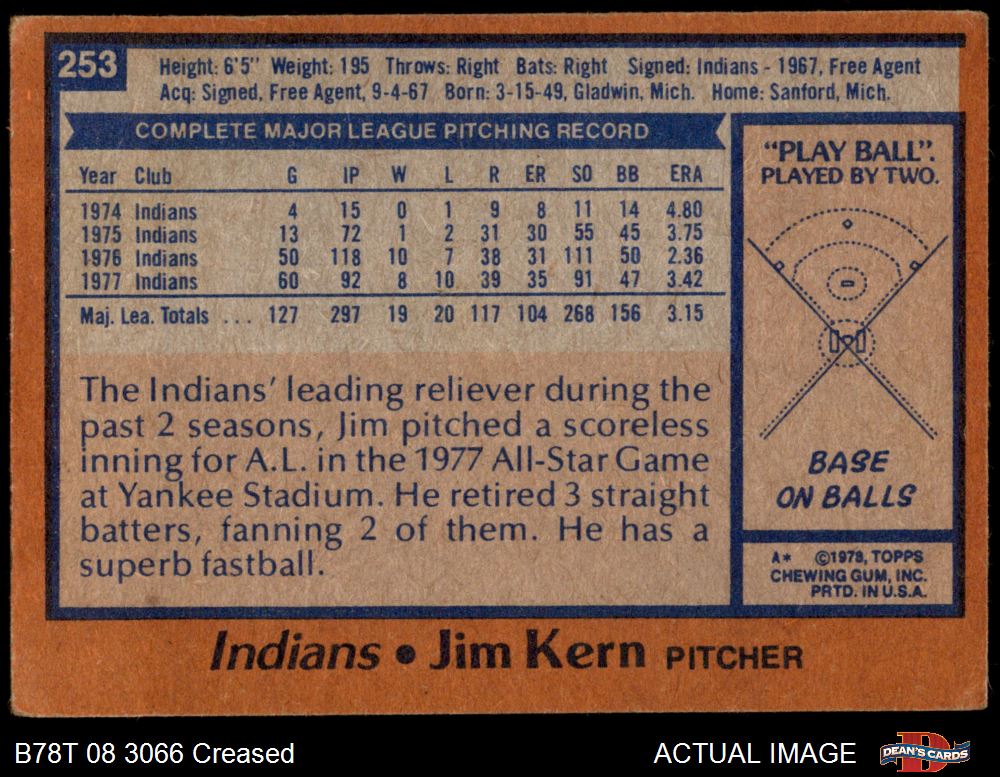 253
Height: 6'5" Weight: 195 Throws: Right Bats: Right Signed: Indians - 1967, Free Agent
Acq: Signed, Free Agent, 9-4-67 Born: 3-15-49, Gladwin, Mich. Home: Sanford, Mich.
COMPLETE MAJOR LEAGUE PITCHING RECORD
Year Club G IP W L R ER SO BB ERA
1974 Indians 4 15 0 1 9 8 11 14 4.80
1975 Indians 13 72 1 2 31 30 55 45 3.75
1976 Indians 50 118 10 7 38 31 111 50 2.36
1977 Indians 60 92 8 10 39 35 91 47 3.42
Maj. Lea. Totals ... 127 297 19 20 117 104 268 156 3.15
The Indians' leading reliever during the
past 2 seasons, Jim pitched a scoreless
inning for A.L. in the 1977 All-Star Game
at Yankee Stadium. He retired 3 straight
batters, fanning 2 of them. He has a
superb fastball.
"PLAY BALL".
PLAYED BY TWO.
BASE
ON BALLS
A* ©1978, TOPPS
CHEWING GUM, INC.
PRTD. IN U.S.A.
Indians • Jim Kern PITCHER
B78T 08 3066 Creased
ACTUAL IMAGE
DEAN'S CARDS